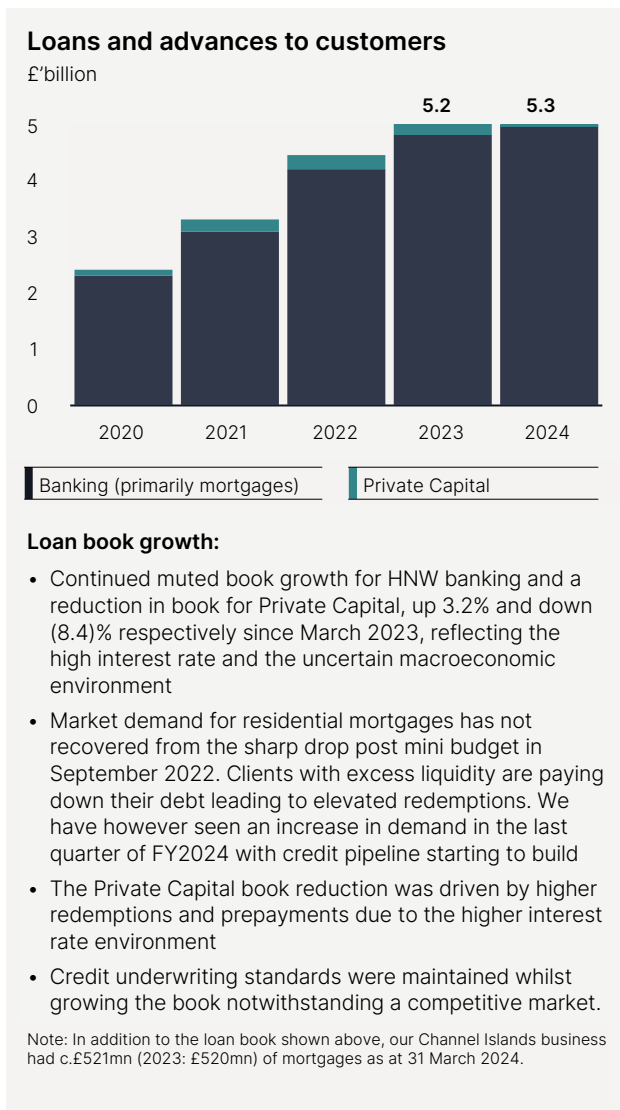 Loans and advances to customers
£’billion
5.2 5.3
5
4
3
2
1
0
2020 2021 2022 2023 2024
Banking (primarily mortgages) Private Capital
Loan book growth:
• Continued muted book growth for HNW banking and a
reduction in book for Private Capital, up 3.2% and down
(8.4)% respectively since March 2023, reflecting the
high interest rate and the uncertain macroeconomic
environment
• Market demand for residential mortgages has not
recovered from the sharp drop post mini budget in
September 2022. Clients with excess liquidity are paying
down their debt leading to elevated redemptions. We
have however seen an increase in demand in the last
quarter of FY2024 with credit pipeline starting to build
• The Private Capital book reduction was driven by higher
redemptions and prepayments due to the higher interest
rate environment
• Credit underwriting standards were maintained whilst
growing the book notwithstanding a competitive market.
Note: In addition to the loan book shown above, our Channel Islands business
had c.£521mn (2023: £520mn) of mortgages as at 31 March 2024.